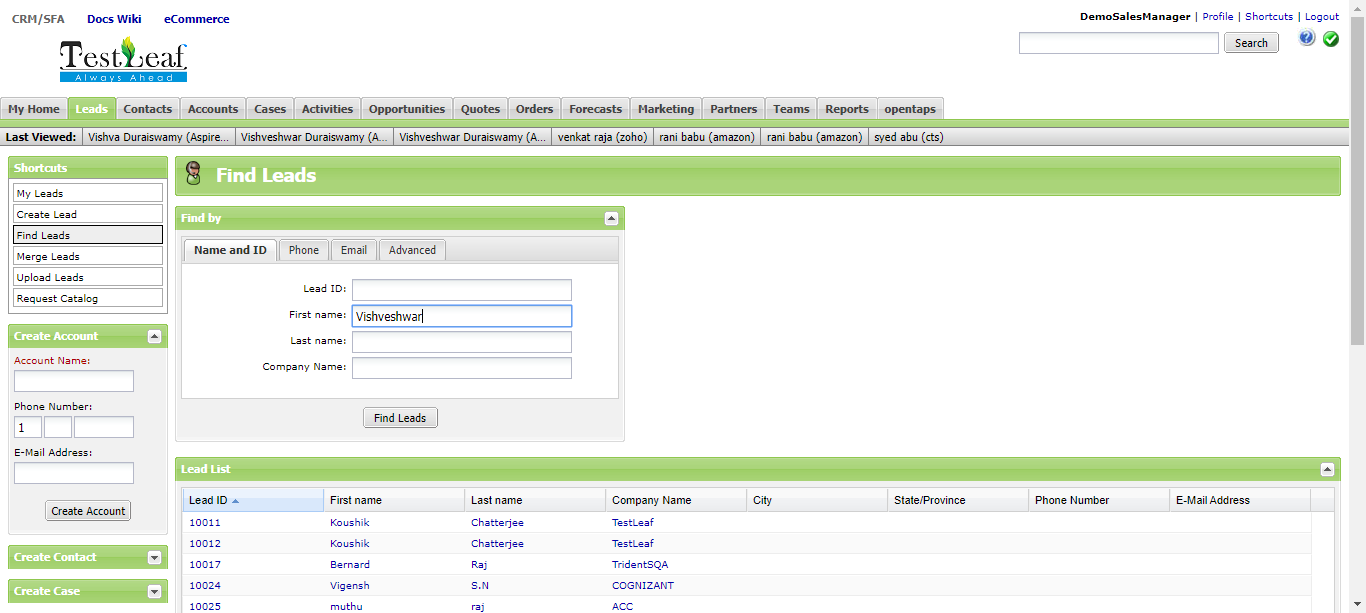 CRM/SFA Docs Wiki eCommerce
DemoSalesManager | Profile | Shortcuts | Logout
TestLeaf
Always Ahead
Search
My Home Leads Contacts Accounts Cases Activities Opportunities Quotes Orders Forecasts Marketing Partners Teams Reports opentaps
Last Viewed: Vishva Duraiswamy (Aspire... Vishveshwar Duraiswamy (A... Vishveshwar Duraiswamy (A... venkat raja (zoho) rani babu (amazon) rani babu (amazon) syed abu (cts)
Shortcuts
My Leads
Create Lead
Find Leads
Merge Leads
Upload Leads
Request Catalog
Create Account
Account Name:
Phone Number:
1
E-Mail Address:
Create Account
Create Contact
Create Case
Find Leads
Find by
Name and ID Phone Email Advanced
Lead ID:
First name: Vishveshwar
Last name:
Company Name:
Find Leads
Lead List
Lead ID First name Last name Company Name City State/Province Phone Number E-Mail Address
10011 Koushik Chatterjee TestLeaf
10012 Koushik Chatterjee TestLeaf
10017 Bernard Raj TridentSQA
10024 Vigensh S.N COGNIZANT
10025 muthu raj ACC